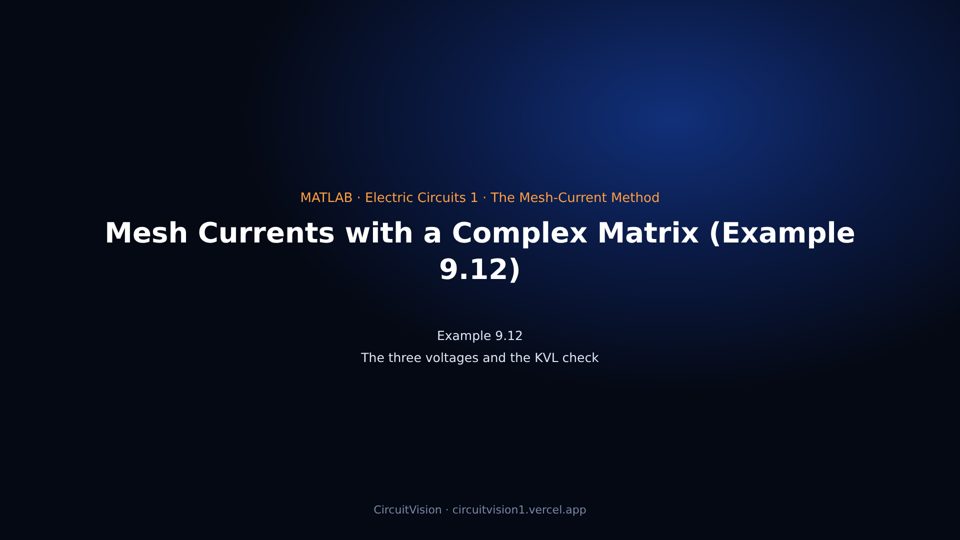 MATLAB · Electric Circuits 1 · The Mesh-Current Method
Mesh Currents with a Complex Matrix (Example
9.12)
Example 9.12
The three voltages and the KVL check
CircuitVision · circuitvision1.vercel.app